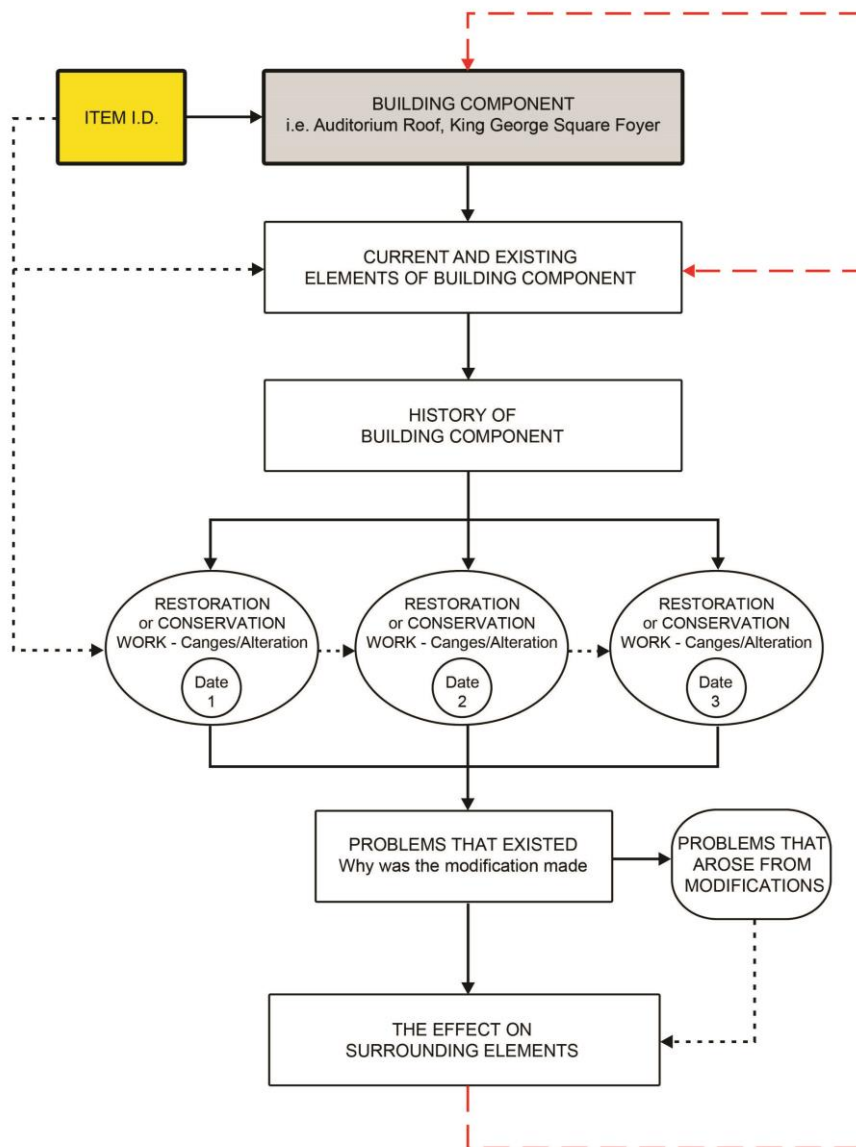 ITEM I.D.
BUILDING COMPONENT
i.e. Auditorium Roof, King George Square Foyer
CURRENT AND EXISTING
ELEMENTS OF BUILDING COMPONENT
HISTORY OF
BUILDING COMPONENT
RESTORATION
or CONSERVATION
WORK - Canges/Alteration
Date
1
RESTORATION
or CONSERVATION
WORK - Canges/Alteration
Date
2
RESTORATION
or CONSERVATION
WORK - Canges/Alteration
Date
3
PROBLEMS THAT EXISTED
Why was the modification made
PROBLEMS THAT
AROSE FROM
MODIFICATIONS
THE EFFECT ON
SURROUNDING ELEMENTS